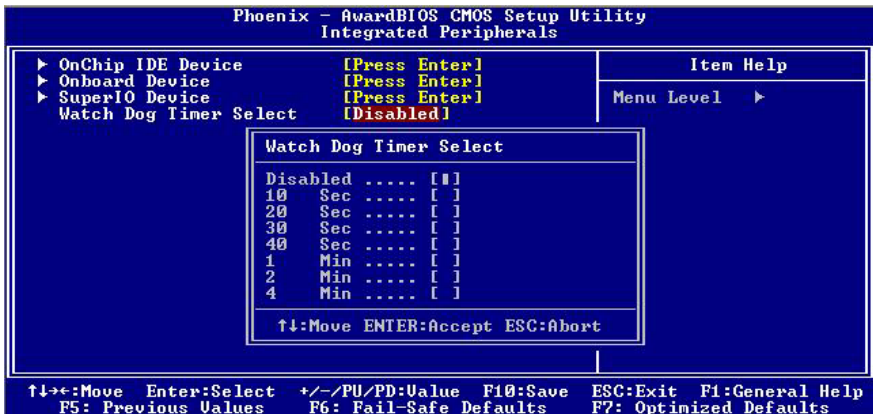 Phoenix - AwardBIOS CMOS Setup Utility
Integrated Peripherals
▶ OnChip IDE Device [Press Enter]
▶ Onboard Device [Press Enter]
▶ SuperIO Device [Press Enter]
Watch Dog Timer Select [Disabled]
Item Help
Menu Level ▶
Watch Dog Timer Select
Disabled ..... [▮]
10 Sec ..... [ ]
20 Sec ..... [ ]
30 Sec ..... [ ]
40 Sec ..... [ ]
1 Min ..... [ ]
2 Min ..... [ ]
4 Min ..... [ ]
↑↓:Move ENTER:Accept ESC:Abort
↑↓→←:Move Enter:Select +/-/PU/PD:Value F10:Save ESC:Exit F1:General Help
F5: Previous Values F6: Fail-Safe Defaults F7: Optimized Defaults